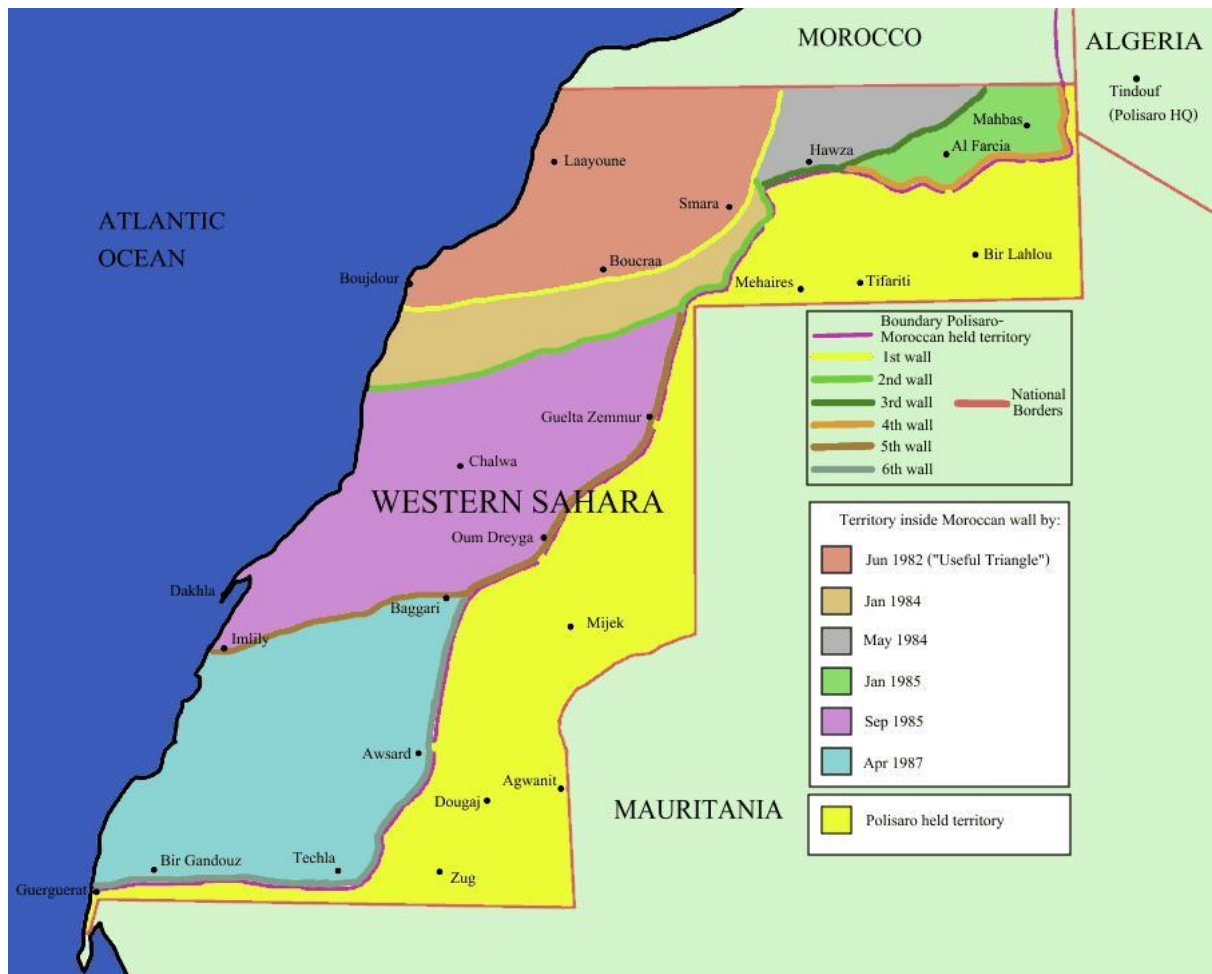 MOROCCO
ALGERIA
Tindouf
(Polisaro HQ)
Mahbas
Al Farcia
Hawza
Laayoune
Smara
ATLANTIC
OCEAN
Boucraa
Bir Lahlou
Boujdour
Mehaires
Tifariti
Boundary Polisaro-
Moroccan held territory
1st wall
2nd wall
3rd wall
4th wall
5th wall
6th wall
National
Borders
Guelta Zemmur
Chalwa
WESTERN SAHARA
Oum Dreyga
Territory inside Moroccan wall by:
Jun 1982 ("Useful Triangle")
Jan 1984
May 1984
Jan 1985
Sep 1985
Apr 1987
Polisaro held territory
Dakhla
Baggari
Imlily
Mijek
Awsard
Agwanit
Dougaj
MAURITANIA
Bir Gandouz
Techla
Zug
Guerguerat